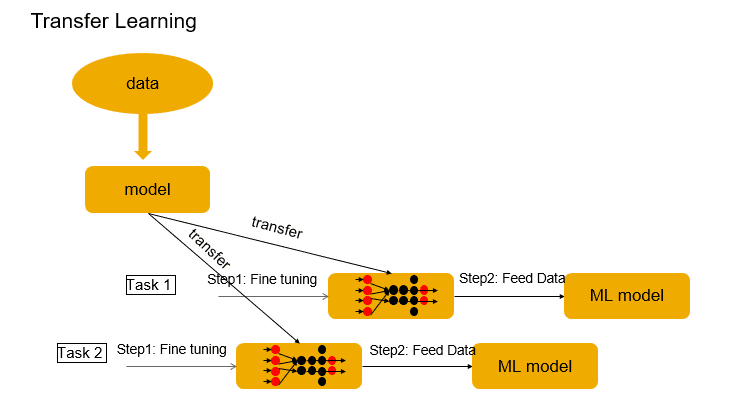 Transfer Learning
data
model
transfer
transfer
Task 1
Step1: Fine tuning
Step2: Feed Data
ML model
Task 2
Step1: Fine tuning
Step2: Feed Data
ML model